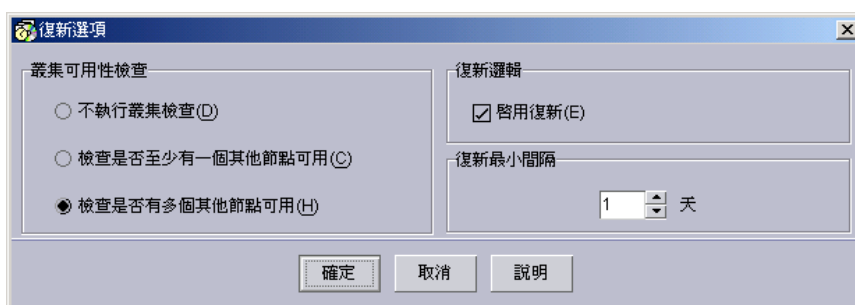 復新選項
叢集可用性檢查
不執行叢集檢查(D)
檢查是否至少有一個其他節點可用(C)
檢查是否有多個其他節點可用(H)
復新邏輯
啓用復新(E)
復新最小間隔
1 天
確定 取消 說明